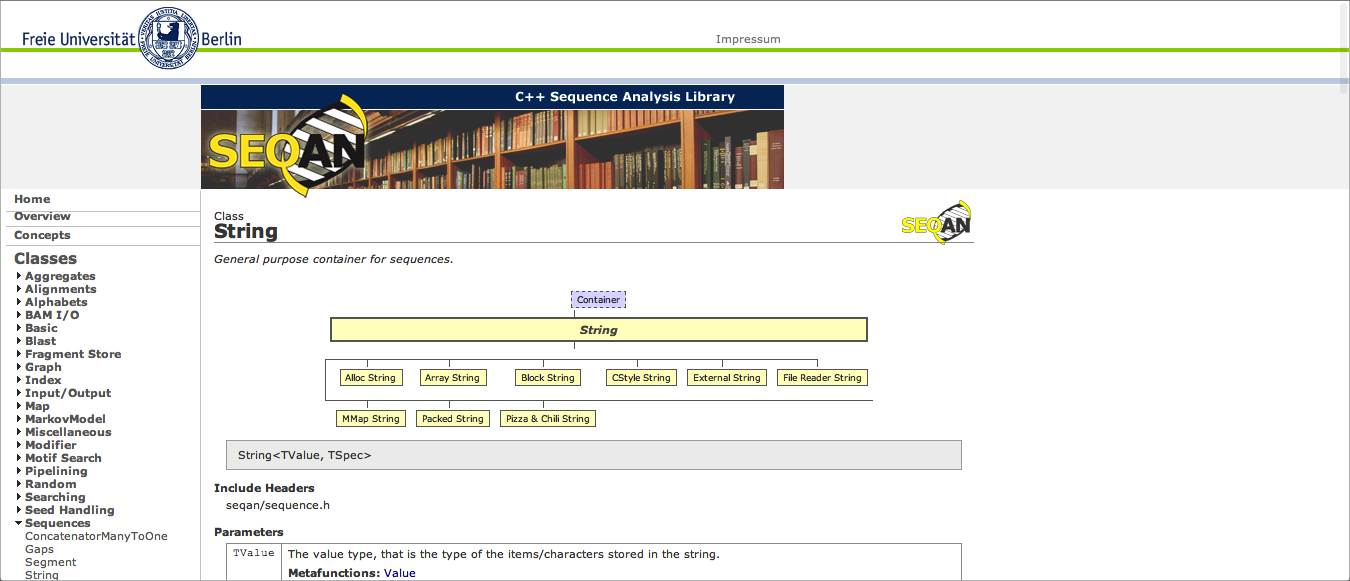 Freie Universität Berlin
Impressum
C++ Sequence Analysis Library
SEQAN
Home
Overview
Concepts
Classes
Aggregates
Alignments
Alphabets
BAM I/O
Basic
Blast
Fragment Store
Graph
Index
Input/Output
Map
MarkovModel
Miscellaneous
Modifier
Motif Search
Pipelining
Random
Searching
Seed Handling
Sequences
ConcatenatorManyToOne
Gaps
Segment
String
Class
String
SEQAN
General purpose container for sequences.
Container
String
Alloc String Array String Block String CStyle String External String File Reader String
MMap String Packed String Pizza & Chili String
String<TValue, TSpec>
Include Headers
seqan/sequence.h
Parameters
TValue The value type, that is the type of the items/characters stored in the string.
Metafunctions: Value